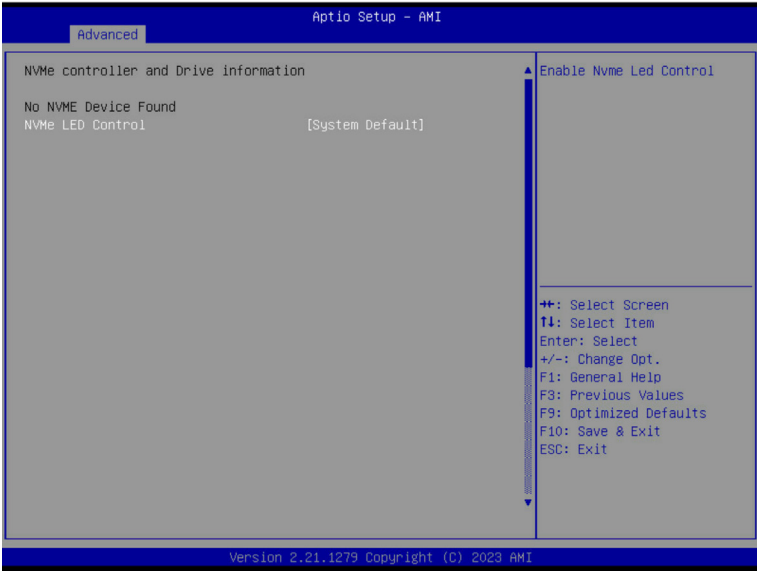 Aptio Setup – AMI
Advanced
NVMe controller and Drive information
No NVME Device Found
NVMe LED Control [System Default]
Enable Nvme Led Control
→←: Select Screen
↑↓: Select Item
Enter: Select
+/-: Change Opt.
F1: General Help
F3: Previous Values
F9: Optimized Defaults
F10: Save & Exit
ESC: Exit
Version 2.21.1279 Copyright (C) 2023 AMI